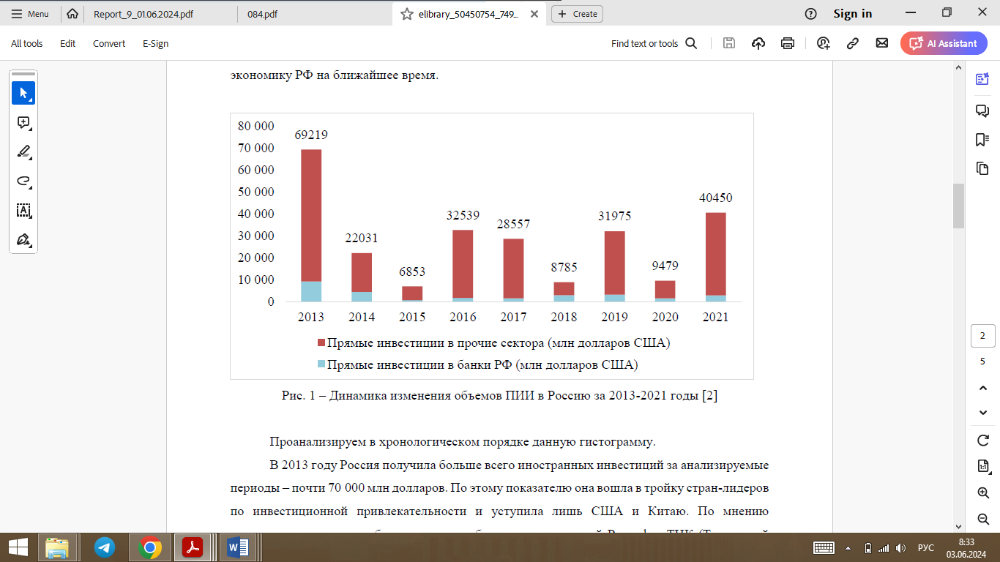 Menu
Report_9_01.06.2024.pdf
084.pdf
elibrary_50450754_749...
Create
Sign in
All tools
Edit
Convert
E-Sign
Find text or tools
AI Assistant
экономику РФ на ближайшее время.
80 000
70 000
60 000
50 000
40 000
30 000
20 000
10 000
0
69219
22031
6853
32539
28557
8785
31975
9479
40450
2013 2014 2015 2016 2017 2018 2019 2020 2021
Прямые инвестиции в прочие сектора (млн долларов США)
Прямые инвестиции в банки РФ (млн долларов США)
Рис. 1 – Динамика изменения объемов ПИИ в Россию за 2013-2021 годы [2]
Проанализируем в хронологическом порядке данную гистограмму.
В 2013 году Россия получила больше всего иностранных инвестиций за анализируемые
периоды – почти 70 000 млн долларов. По этому показателю она вошла в тройку стран-лидеров
по инвестиционной привлекательности и уступила лишь США и Китаю. По мнению
2
5
1:1
РУС
8:33
03.06.2024